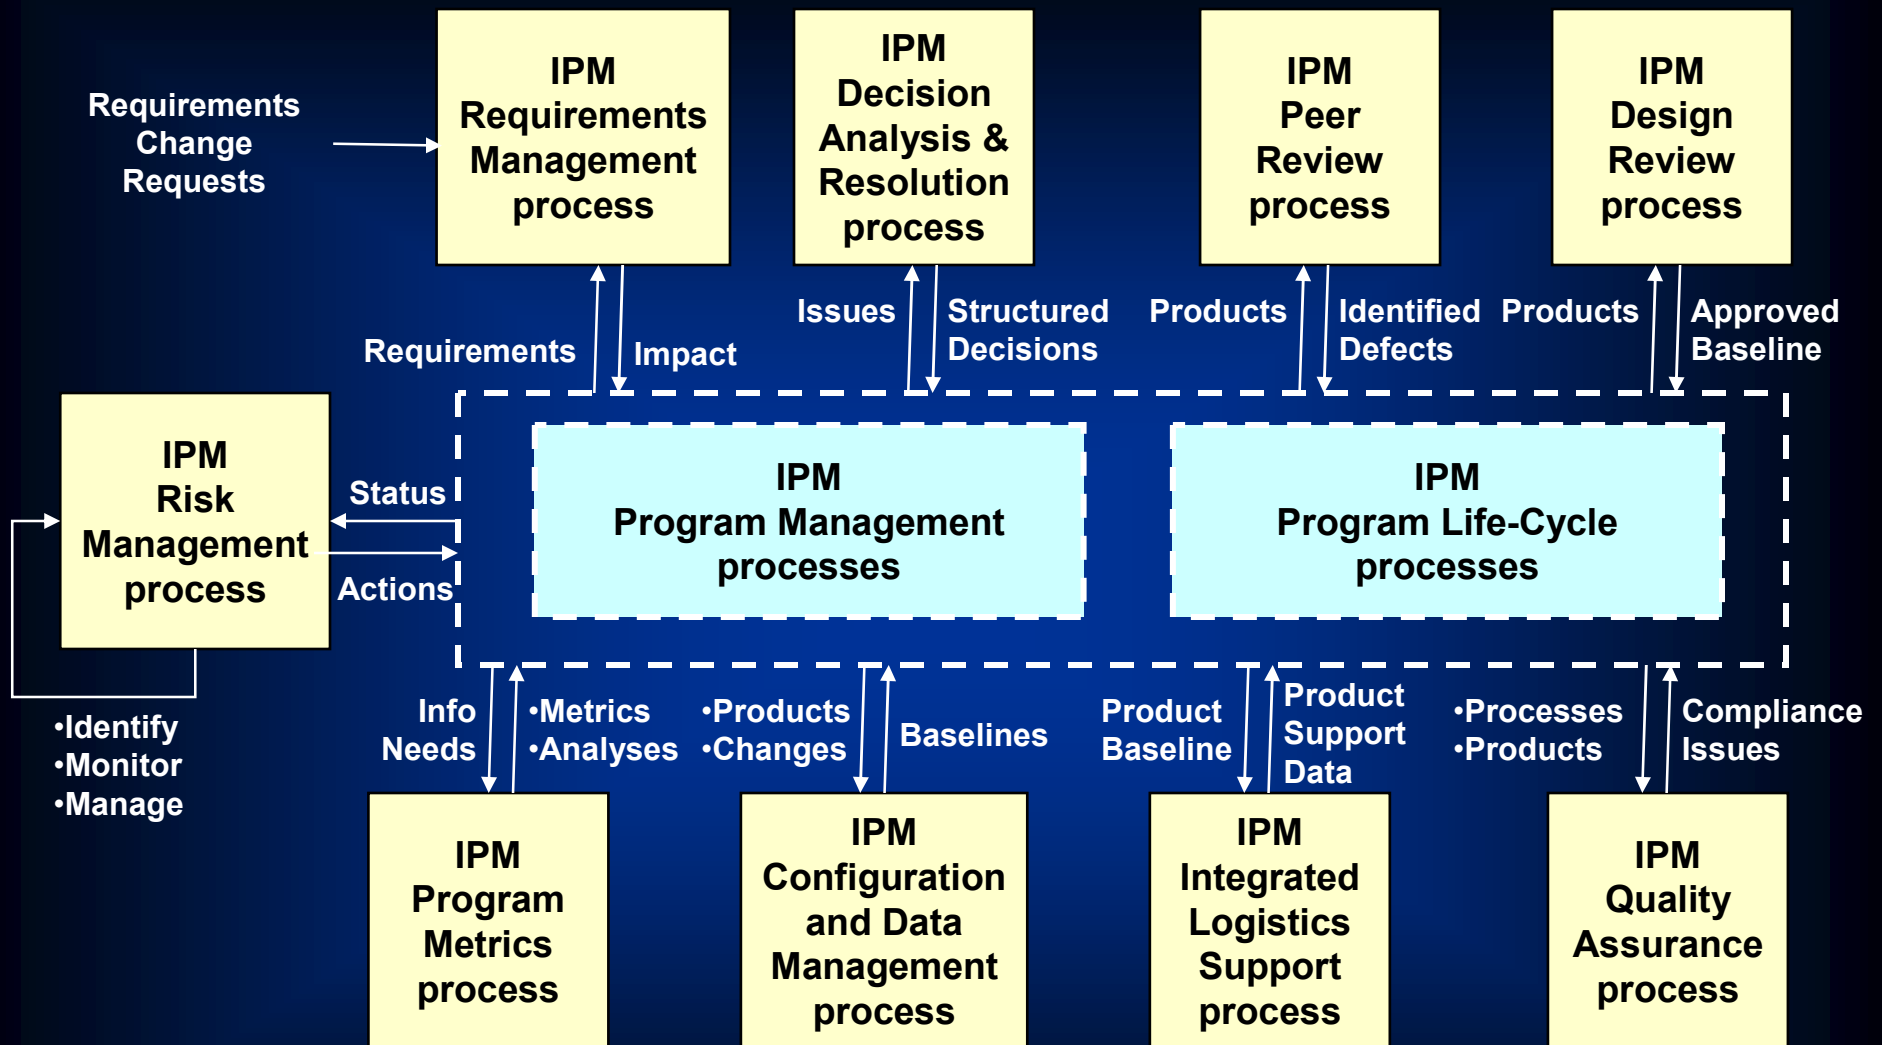 IPM
Requirements
Management
process
IPM
Decision
Analysis &
Resolution
process
IPM
Peer
Review
process
IPM
Design
Review
process
Requirements
Change
Requests
Requirements
Impact
Issues
Structured
Decisions
Products
Identified
Defects
Products
Approved
Baseline
IPM
Risk
Management
process
Status
Actions
IPM
Program Management
processes
IPM
Program Life-Cycle
processes
•Identify
•Monitor
•Manage
Info
Needs
•Metrics
•Analyses
•Products
•Changes
Baselines
Product
Baseline
Product
Support
Data
•Processes
•Products
Compliance
Issues
IPM
Program
Metrics
process
IPM
Configuration
and Data
Management
process
IPM
Integrated
Logistics
Support
process
IPM
Quality
Assurance
process